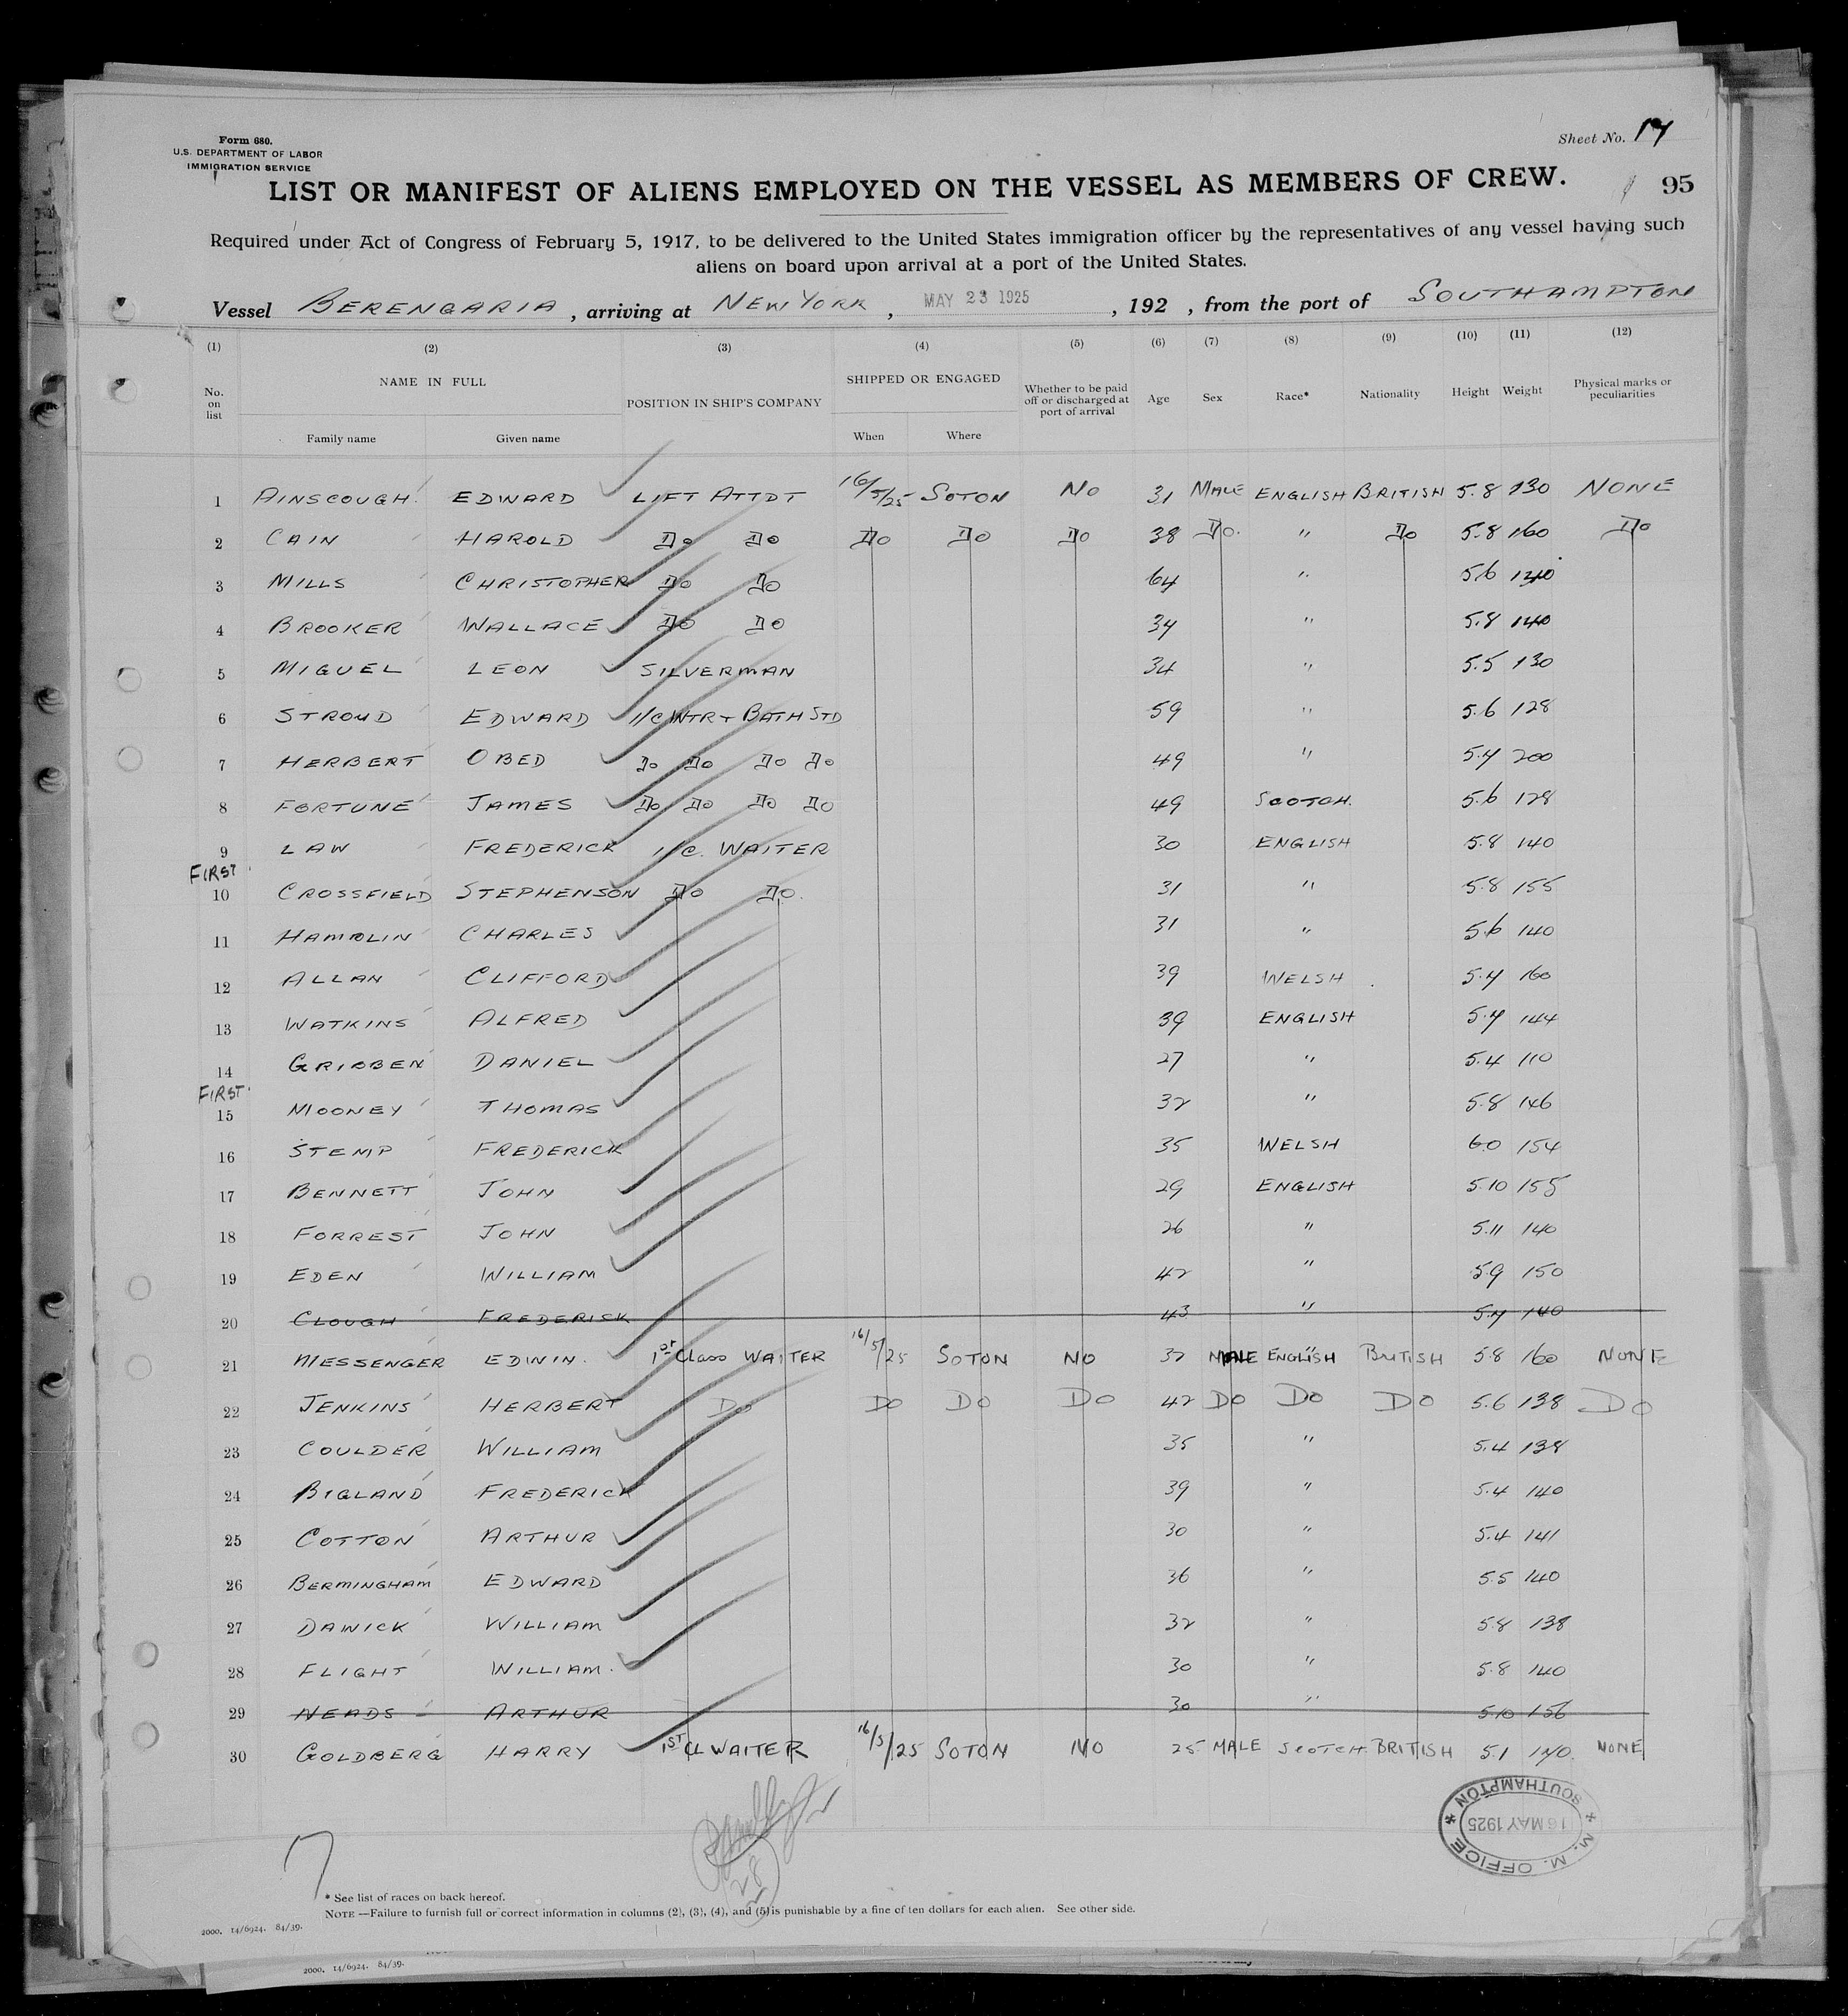 Form 680.
U.S. DEPARTMENT OF LABOR
IMMIGRATION SERVICE
Sheet No. 17
LIST OR MANIFEST OF ALIENS EMPLOYED ON THE VESSEL AS MEMBERS OF CREW.
95
Required under Act of Congress of February 5, 1917, to be delivered to the United States immigration officer by the representatives of any vessel having such
aliens on board upon arrival at a port of the United States.
Vessel BERENGARIA, arriving at NEW YORK, MAY 23 1925, 192 , from the port of SOUTHAMPTON
(1) (2) (3) (4) (5) (6) (7) (8) (9) (10) (11) (12)
No. on list NAME IN FULL POSITION IN SHIP'S COMPANY SHIPPED OR ENGAGED Whether to be paid off or discharged at port of arrival Age Sex Race* Nationality Height Weight Physical marks or peculiarities
Family name Given name When Where
1 AINSCOUGH EDWARD LIFT ATTDT 16/5/25 SOTON NO 31 MALE ENGLISH BRITISH 5.8 130 NONE
2 CAIN HAROLD DO DO DO DO DO 38 DO. " DO 5.8 160 DO
3 MILLS CHRISTOPHER DO DO 64 " 5.6 140
4 BROOKER WALLACE DO DO 34 " 5.8 140
5 MIGUEL LEON SILVERMAN 34 " 5.5 130
6 STROUD EDWARD 1/C WTR + BATH STD 59 " 5.6 128
7 HERBERT OBED DO DO DO DO 49 " 5.4 200
8 FORTUNE JAMES DO DO DO DO 49 SCOTCH. 5.6 128
9 LAW FREDERICK 1/C. WAITER 30 ENGLISH 5.8 140
FIRST
10 CROSSFIELD STEPHENSON DO DO. 31 " 5.8 155
11 HAMBLIN CHARLES 31 " 5.6 140
12 ALLAN CLIFFORD 39 WELSH 5.4 160
13 WATKINS ALFRED 39 ENGLISH 5.4 144
14 GRIBBEN DANIEL 27 " 5.4 110
FIRST
15 MOONEY THOMAS 32 " 5.8 146
16 STEMP FREDERICK 35 WELSH 6.0 154
17 BENNETT JOHN 29 ENGLISH 5.10 155
18 FORREST JOHN 26 " 5.11 140
19 EDEN WILLIAM 42 " 5.9 150
20 CLOUGH FREDERICK 43 " 5.4 140
21 MESSENGER EDWIN. 1st Class WAITER 16/5/25 SOTON NO 32 MALE ENGLISH BRITISH 5.8 160 NONE
22 JENKINS HERBERT DO DO DO DO 42 DO DO DO 5.6 138 DO
23 COULDER WILLIAM 35 " 5.4 138
24 BIGLAND FREDERICK 39 " 5.4 140
25 COTTON ARTHUR 30 " 5.4 141
26 BERMINGHAM EDWARD 36 " 5.5 140
27 DAWICK WILLIAM 32 " 5.8 138
28 FLIGHT WILLIAM. 30 " 5.8 140
29 HEADS ARTHUR 30 " 5.10 156
30 GOLDBERG HARRY 1ST CL WAITER 16/5/25 SOTON NO 25 MALE SCOTCH BRITISH 5.1 140. NONE
M. M. OFFICE
16 MAY 1925
SOUTHAMPTON
28
* See list of races on back hereof.
NOTE —Failure to furnish full or correct information in columns (2), (3), (4), and (5) is punishable by a fine of ten dollars for each alien. See other side.
2000. 14/6924. 84/39.
2000. 14/6924. 84/39.